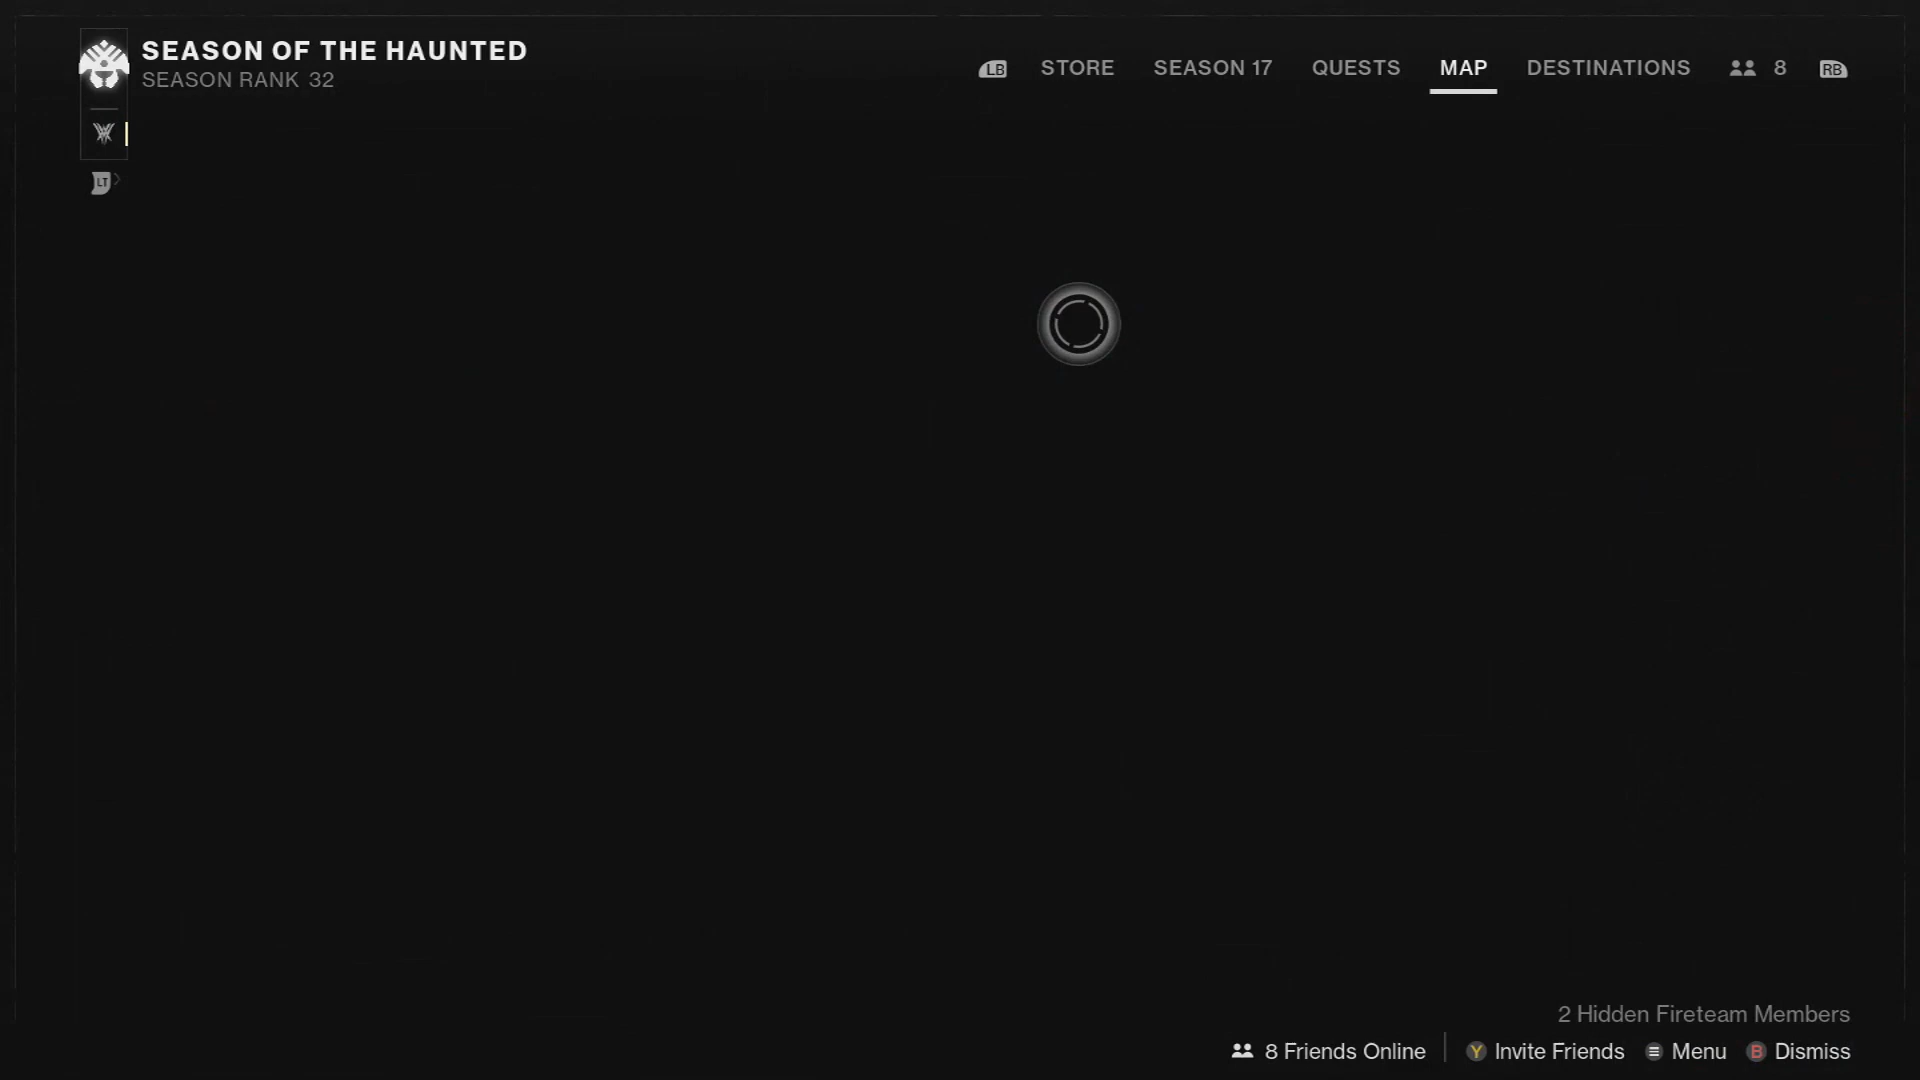 SEASON OF THE HAUNTED
SEASON RANK 32
LB STORE SEASON 17 QUESTS MAP DESTINATIONS 8 RB
LT
2 Hidden Fireteam Members
8 Friends Online Y Invite Friends Menu B Dismiss